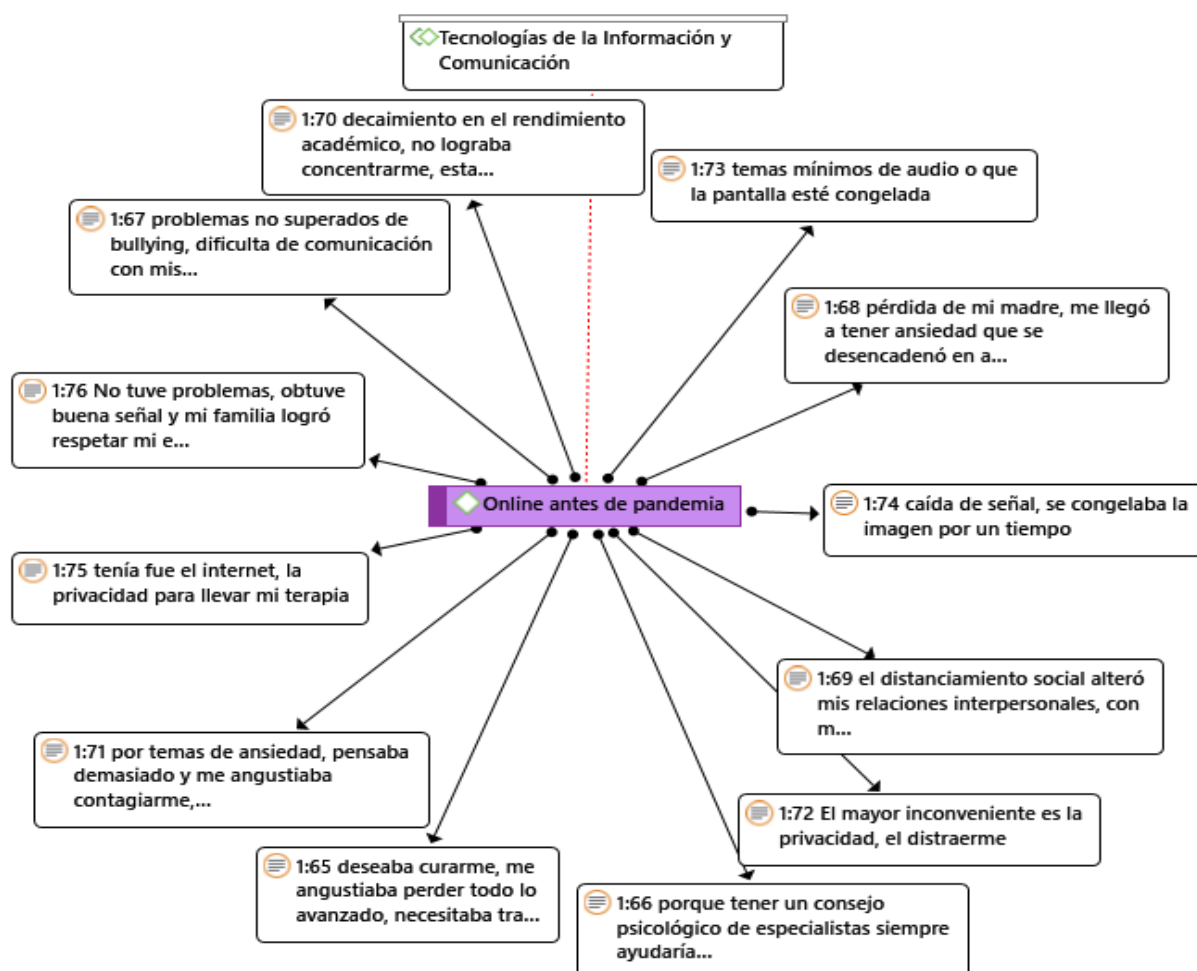 Tecnologías de la Información y
Comunicación
1:70 decaimiento en el rendimiento
académico, no lograba
concentrarme, esta...
1:73 temas mínimos de audio o que
la pantalla esté congelada
1:67 problemas no superados de
bullying, dificulta de comunicación
con mis...
1:68 pérdida de mi madre, me llegó
a tener ansiedad que se
desencadenó en a...
1:76 No tuve problemas, obtuve
buena señal y mi familia logró
respetar mi e...
Online antes de pandemia
1:74 caída de señal, se congelaba la
imagen por un tiempo
1:75 tenía fue el internet, la
privacidad para llevar mi terapia
1:69 el distanciamiento social alteró
mis relaciones interpersonales, con
m...
1:71 por temas de ansiedad, pensaba
demasiado y me angustiaba
contagiarme,...
1:72 El mayor inconveniente es la
privacidad, el distraerme
1:65 deseaba curarme, me
angustiaba perder todo lo
avanzado, necesitaba tra...
1:66 porque tener un consejo
psicológico de especialistas siempre
ayudaría...